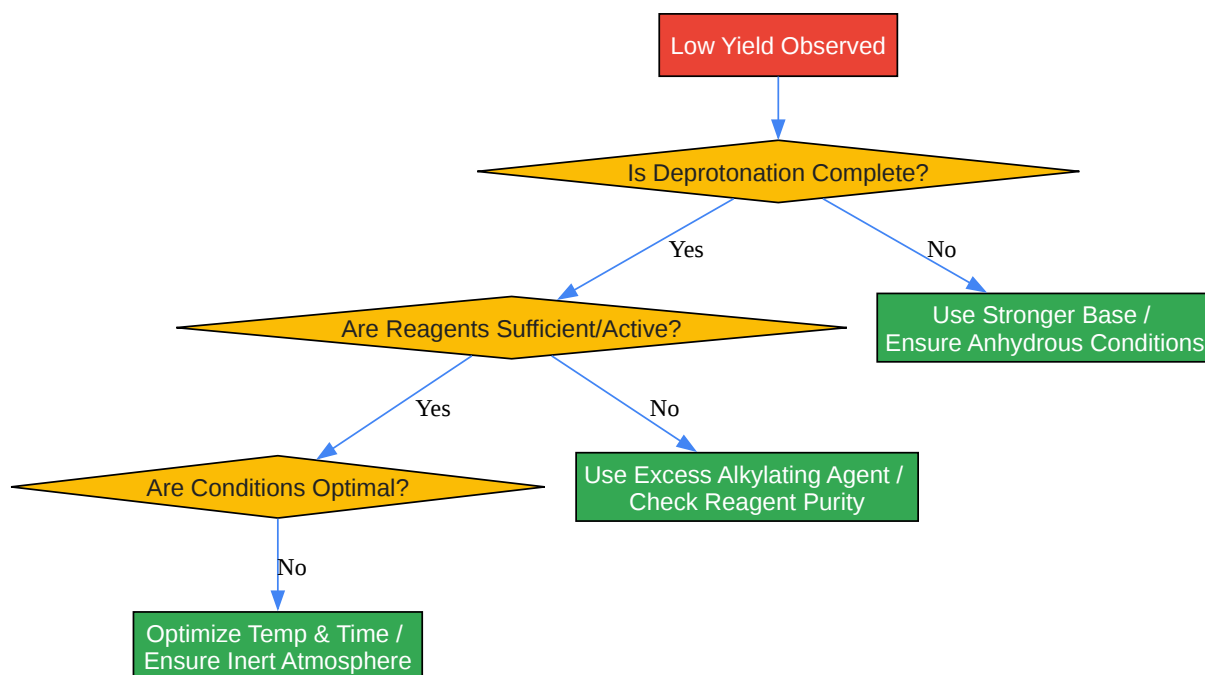 Low Yield Observed
Is Deprotonation Complete?
Yes
No
Are Reagents Sufficient/Active?
Use Stronger Base /
Ensure Anhydrous Conditions
Yes
No
Are Conditions Optimal?
Use Excess Alkylating Agent /
Check Reagent Purity
No
Optimize Temp & Time /
Ensure Inert Atmosphere